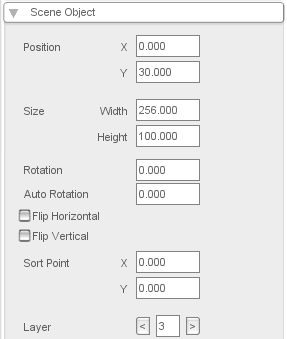 Scene Object
Position X 0.000
Y 30.000
Size Width 256.000
Height 100.000
Rotation 0.000
Auto Rotation 0.000
Flip Horizontal
Flip Vertical
Sort Point X 0.000
Y 0.000
Layer < 3 >